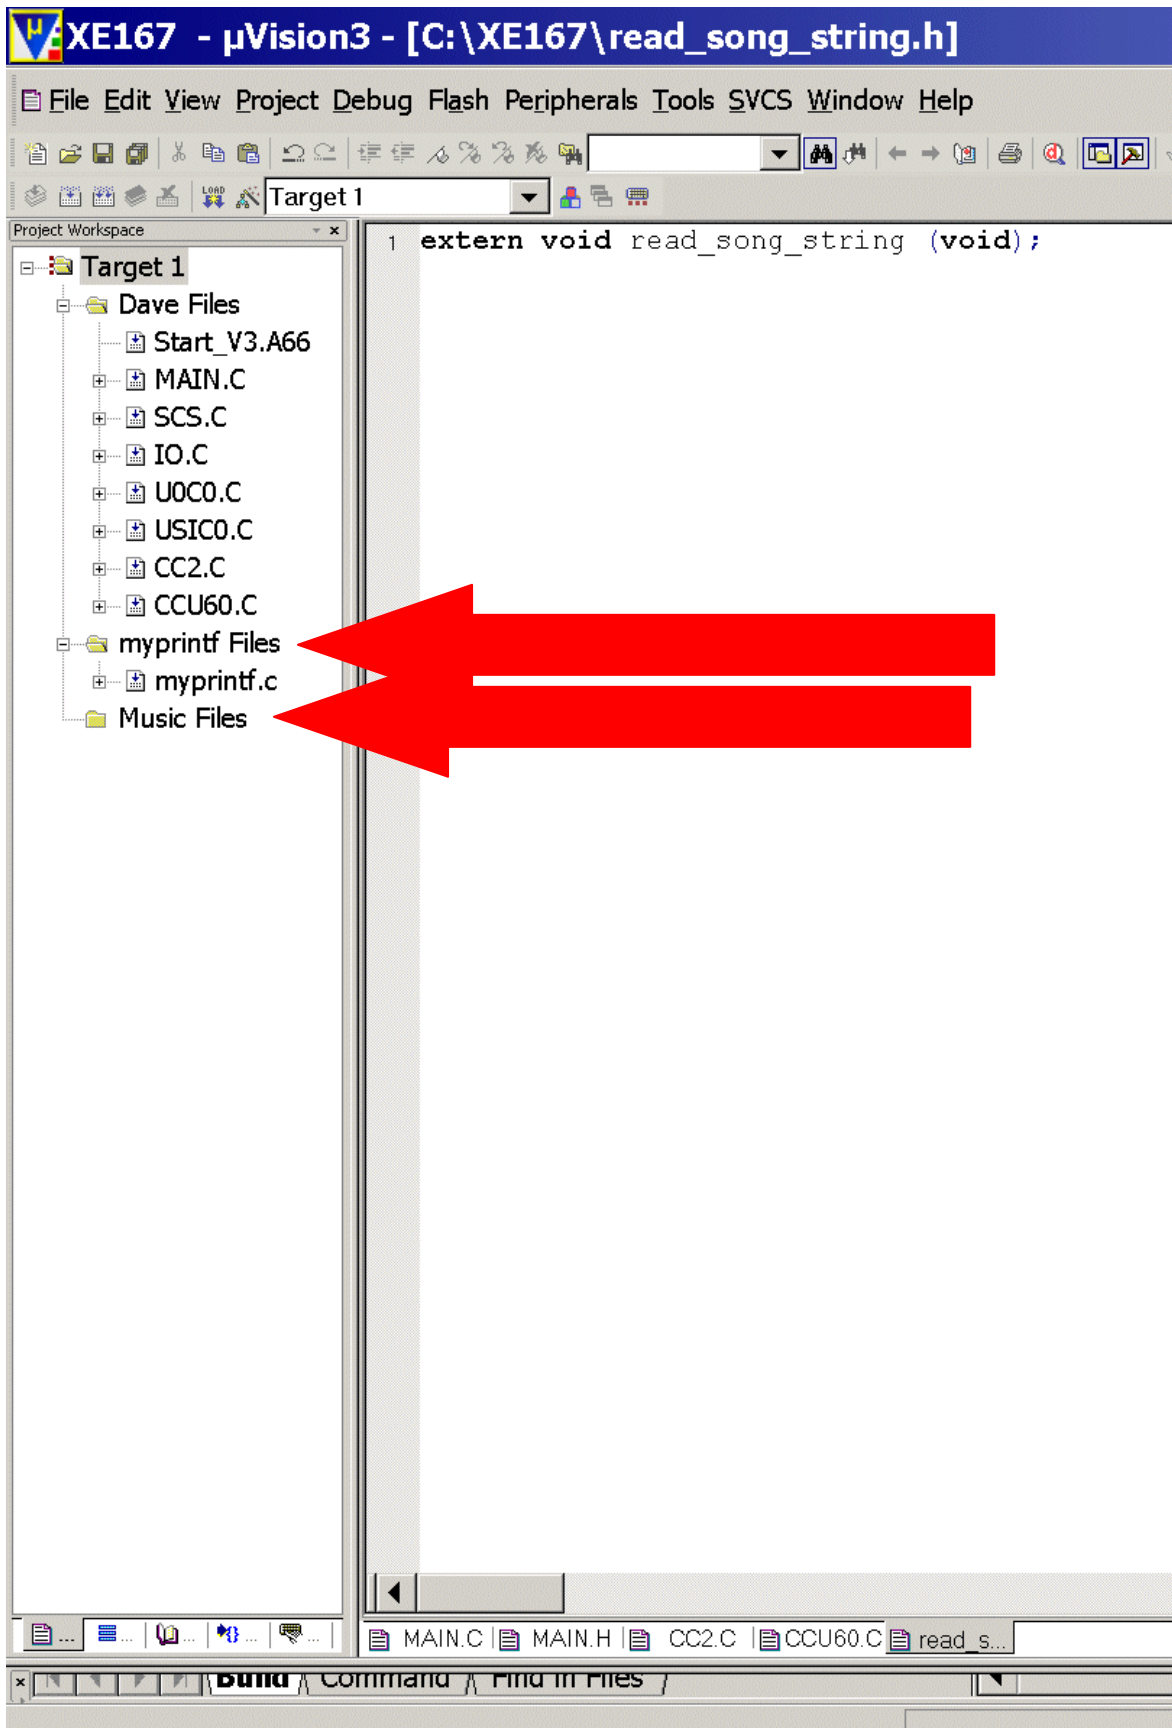 XE167 - µVision3 - [C:\XE167\read_song_string.h]
File Edit View Project Debug Flash Peripherals Tools SVCS Window Help
LOAD Target 1
Project Workspace
1 extern void read_song_string (void);
Target 1
Dave Files
Start_V3.A66
MAIN.C
SCS.C
IO.C
U0C0.C
USIC0.C
CC2.C
CCU60.C
myprintf Files
myprintf.c
Music Files
... ... ... ... ...
MAIN.C MAIN.H CC2.C CCU60.C read_s...
Build Command Find in Files